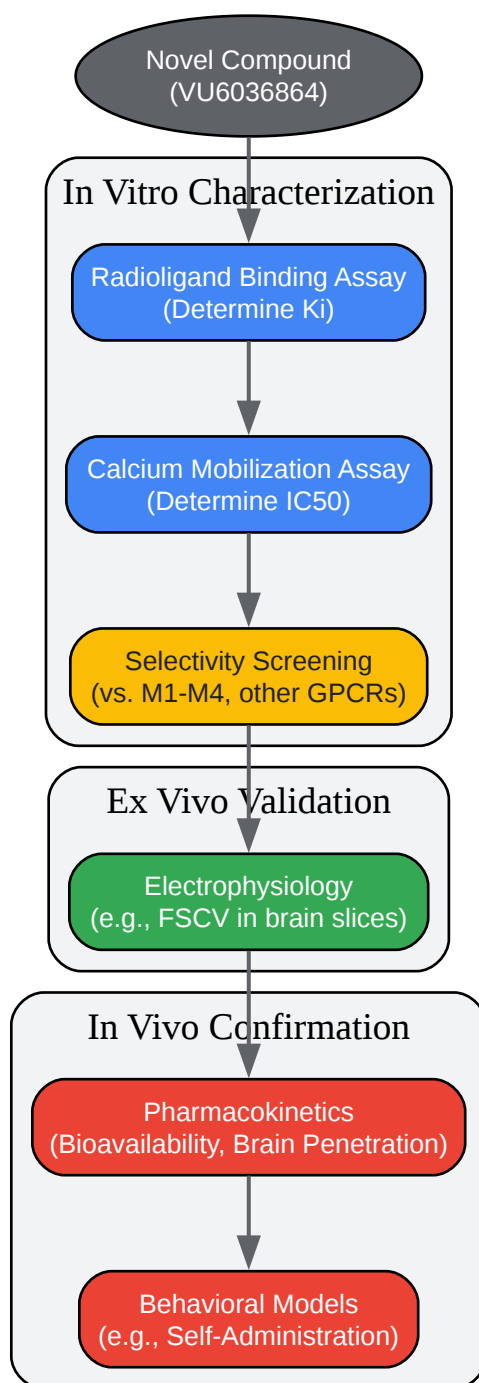 Novel Compound
(VU6036864)
In Vitro Characterization
Radioligand Binding Assay
(Determine Ki)
Calcium Mobilization Assay
(Determine IC50)
Selectivity Screening
(vs. M1-M4, other GPCRs)
Ex Vivo Validation
Electrophysiology
(e.g., FSCV in brain slices)
In Vivo Confirmation
Pharmacokinetics
(Bioavailability, Brain Penetration)
Behavioral Models
(e.g., Self-Administration)